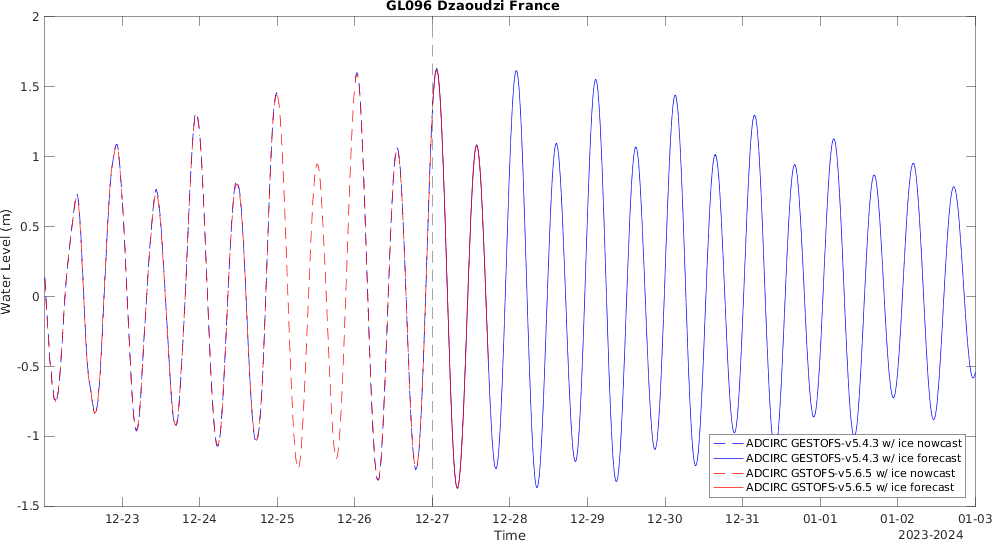 GL096 Dzaoudzi France
2
1.5
1
0.5
0
-0.5
-1
-1.5
Water Level (m)
ADCIRC GESTOFS-v5.4.3 w/ ice nowcast
ADCIRC GESTOFS-v5.4.3 w/ ice forecast
ADCIRC GSTOFS-v5.6.5 w/ ice nowcast
ADCIRC GSTOFS-v5.6.5 w/ ice forecast
12-23 12-24 12-25 12-26 12-27 12-28 12-29 12-30 12-31 01-01 01-02 01-03
Time
2023-2024